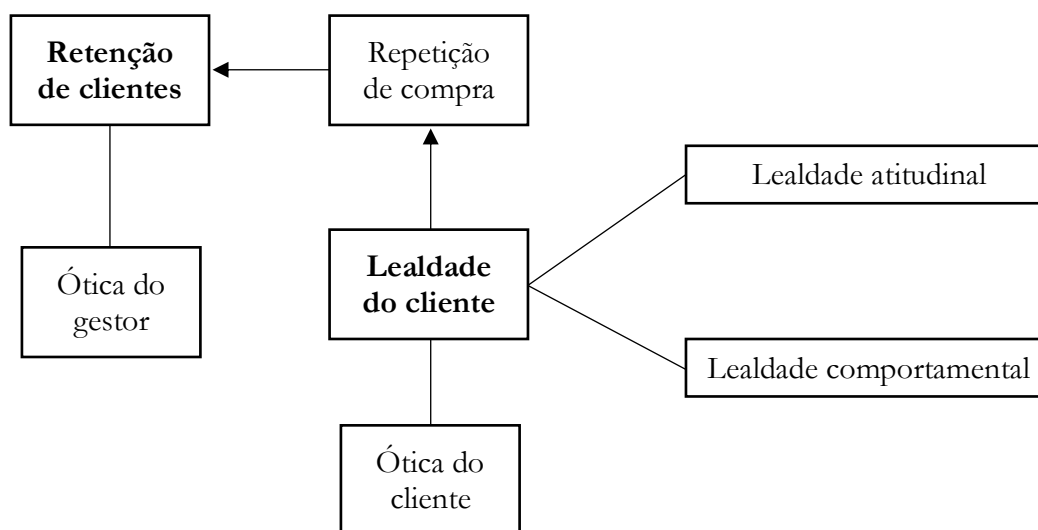 Retenção
de clientes
Repetição
de compra
Lealdade atitudinal
Ótica do
gestor
Lealdade
do cliente
Lealdade comportamental
Ótica do
cliente